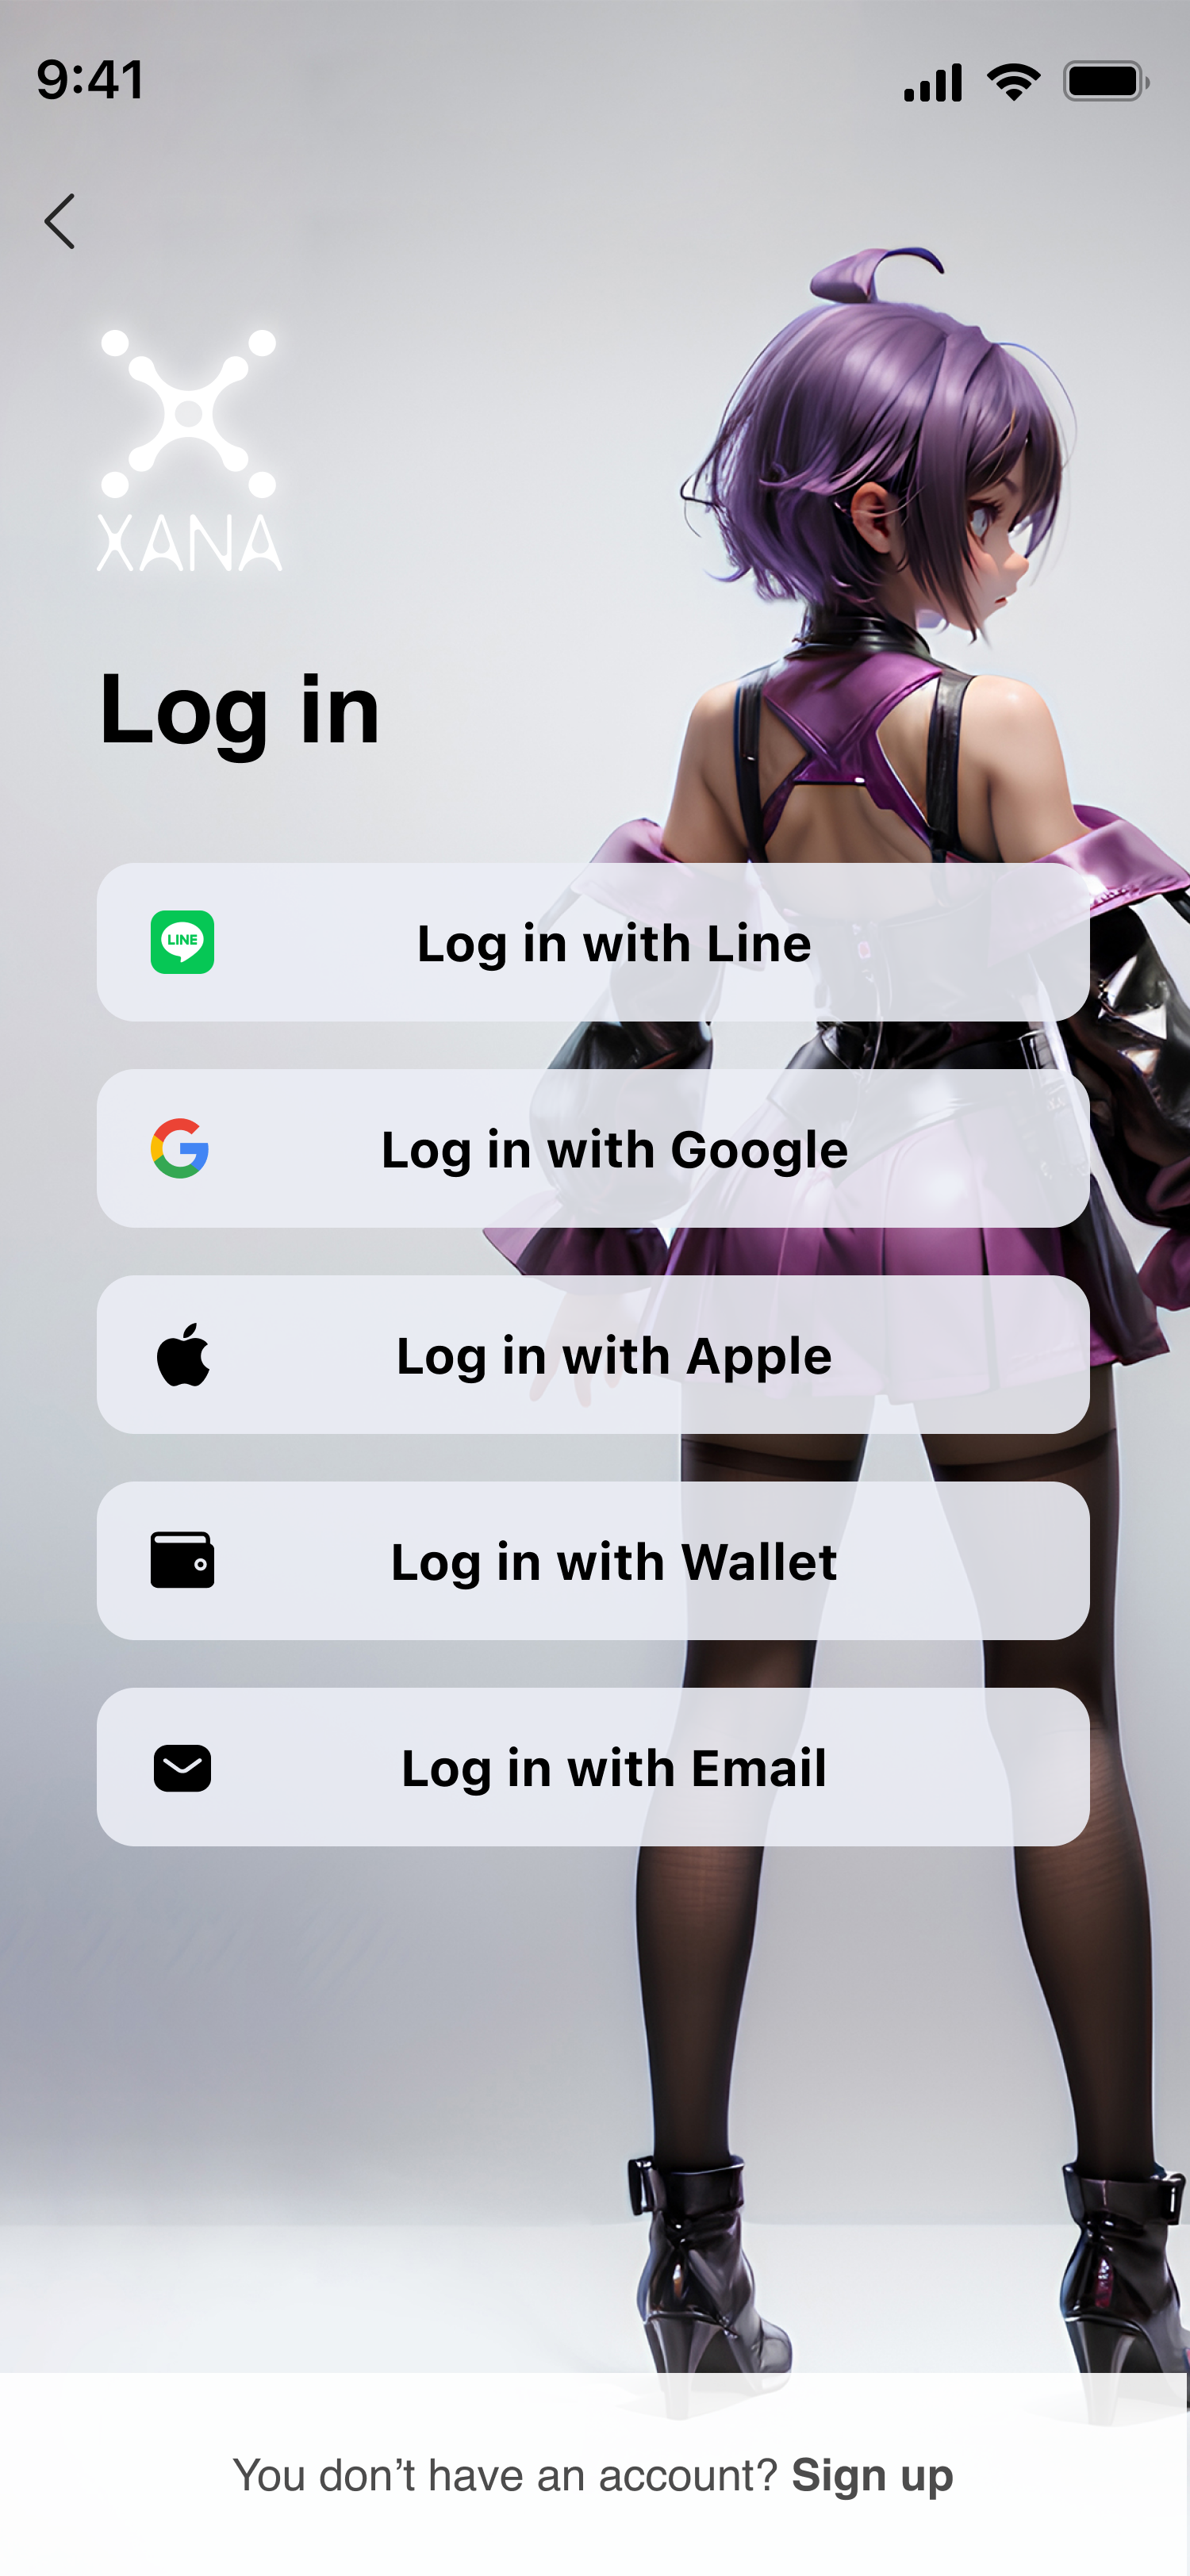 9:41
XANA
Log in
LINE
Log in with Line
Log in with Google
Log in with Apple
Log in with Wallet
Log in with Email
You don’t have an account? Sign up